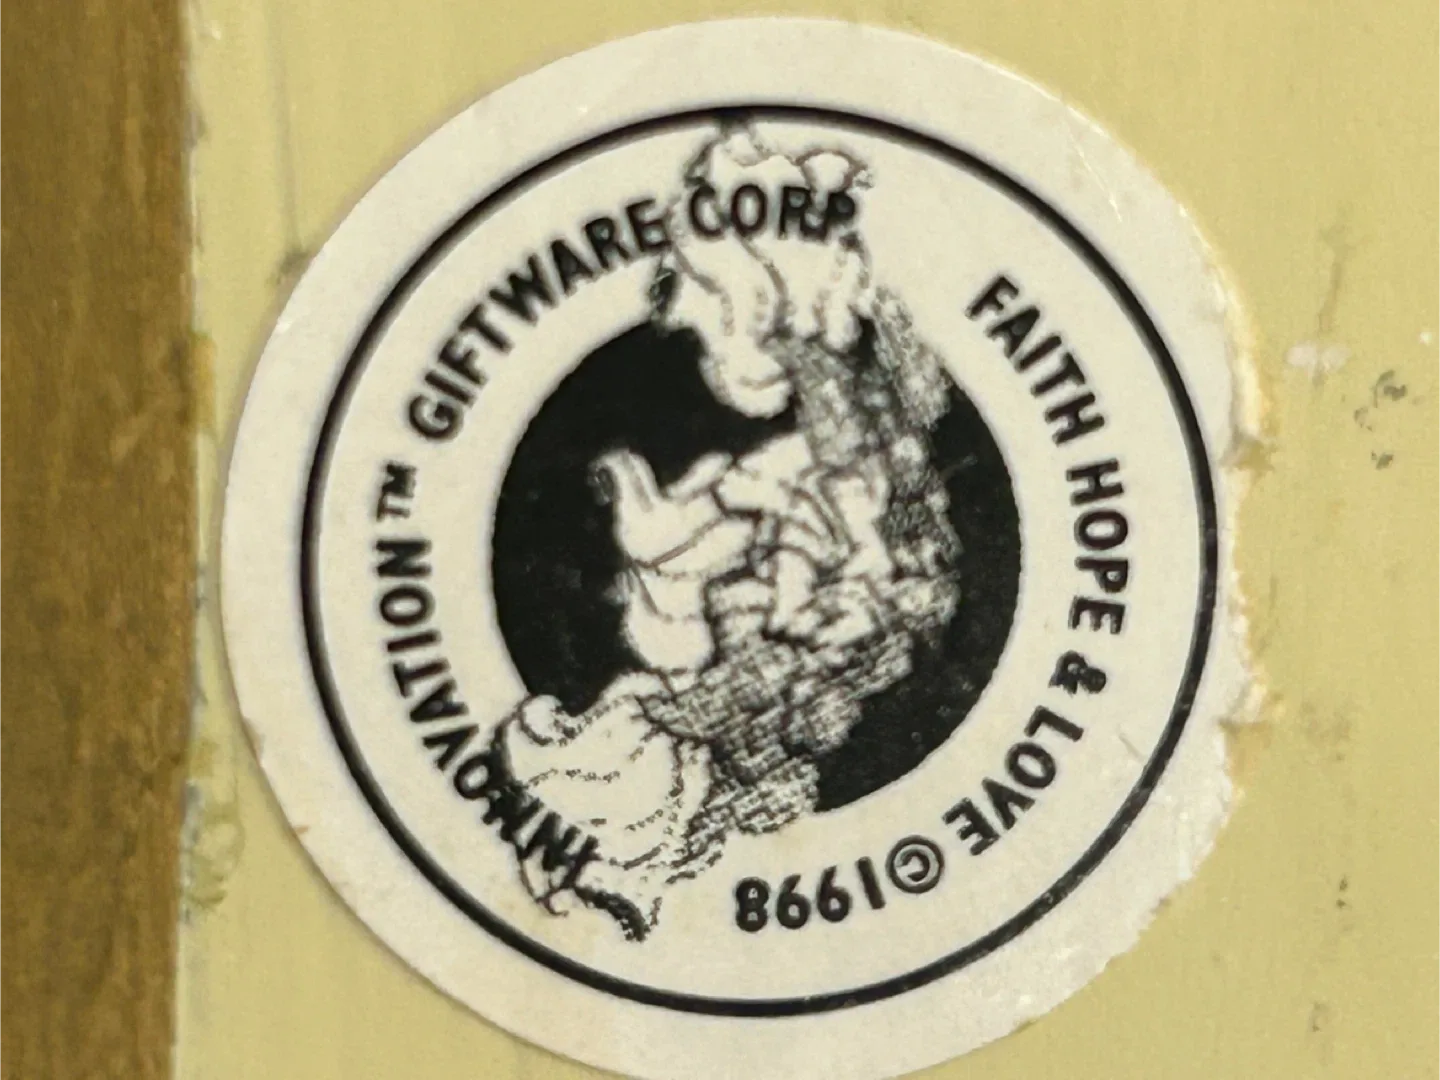 INNOVATION™ GIFTWARE CORP.
FAITH HOPE & LOVE ©1998